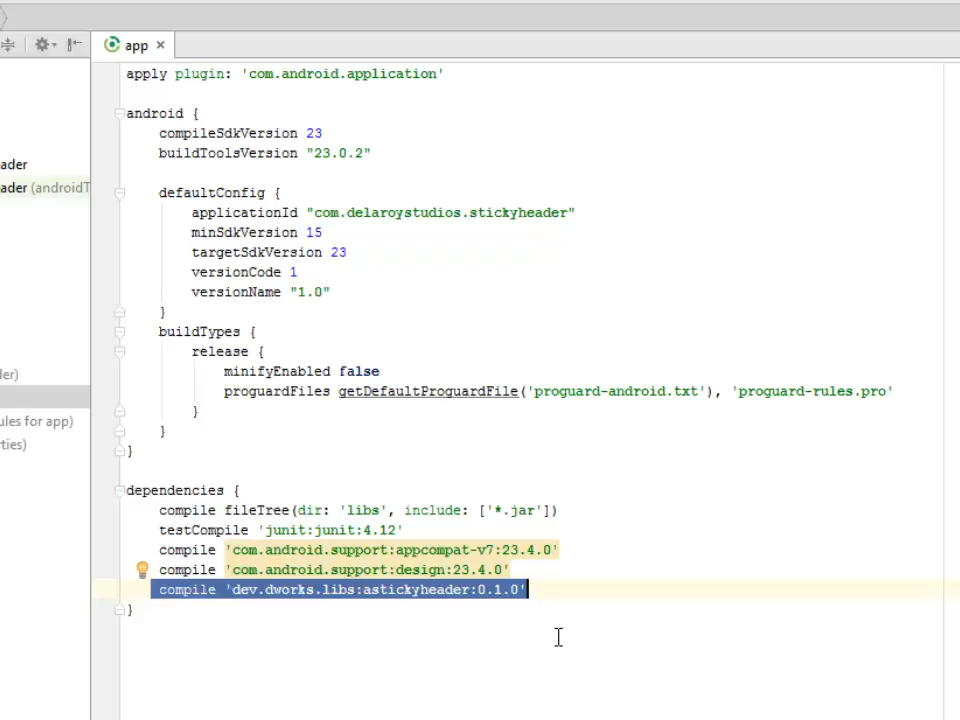 app
apply plugin: 'com.android.application'
android {
compileSdkVersion 23
buildToolsVersion "23.0.2"
ader
ader (androidT
defaultConfig {
applicationId "com.delaroystudios.stickyheader"
minSdkVersion 15
targetSdkVersion 23
versionCode 1
versionName "1.0"
}
buildTypes {
release {
minifyEnabled false
der)
proguardFiles getDefaultProguardFile('proguard-android.txt'), 'proguard-rules.pro'
}
ules for app)
}
ties)
}
dependencies {
compile fileTree(dir: 'libs', include: ['*.jar'])
testCompile 'junit:junit:4.12'
compile 'com.android.support:appcompat-v7:23.4.0'
compile 'com.android.support:design:23.4.0'
compile 'dev.dworks.libs:astickyheader:0.1.0'
}